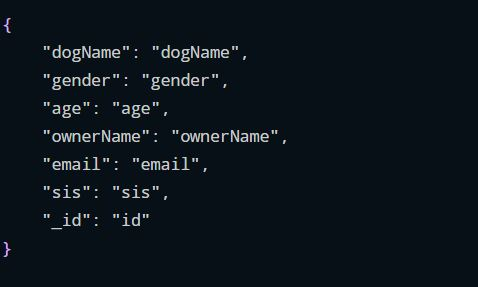 {
"dogName": "dogName",
"gender": "gender",
"age": "age",
"ownerName": "ownerName",
"email": "email",
"sis": "sis",
"_id": "id"
}